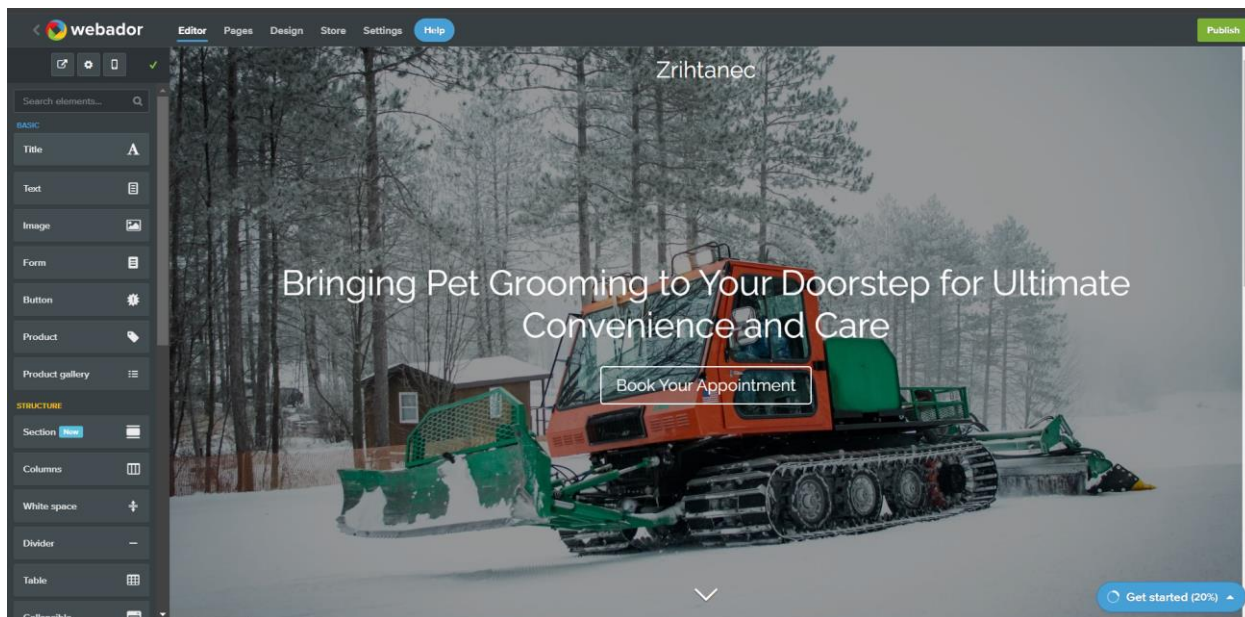 webador
Editor Pages Design Store Settings Help
Publish
Search elements...
BASIC
Title
Text
Image
Form
Button
Product
Product gallery
STRUCTURE
Section New
Columns
White space
Divider
Table
Collapsible
Zrihtanec
Bringing Pet Grooming to Your Doorstep for Ultimate
Convenience and Care
Book Your Appointment
Get started (20%)